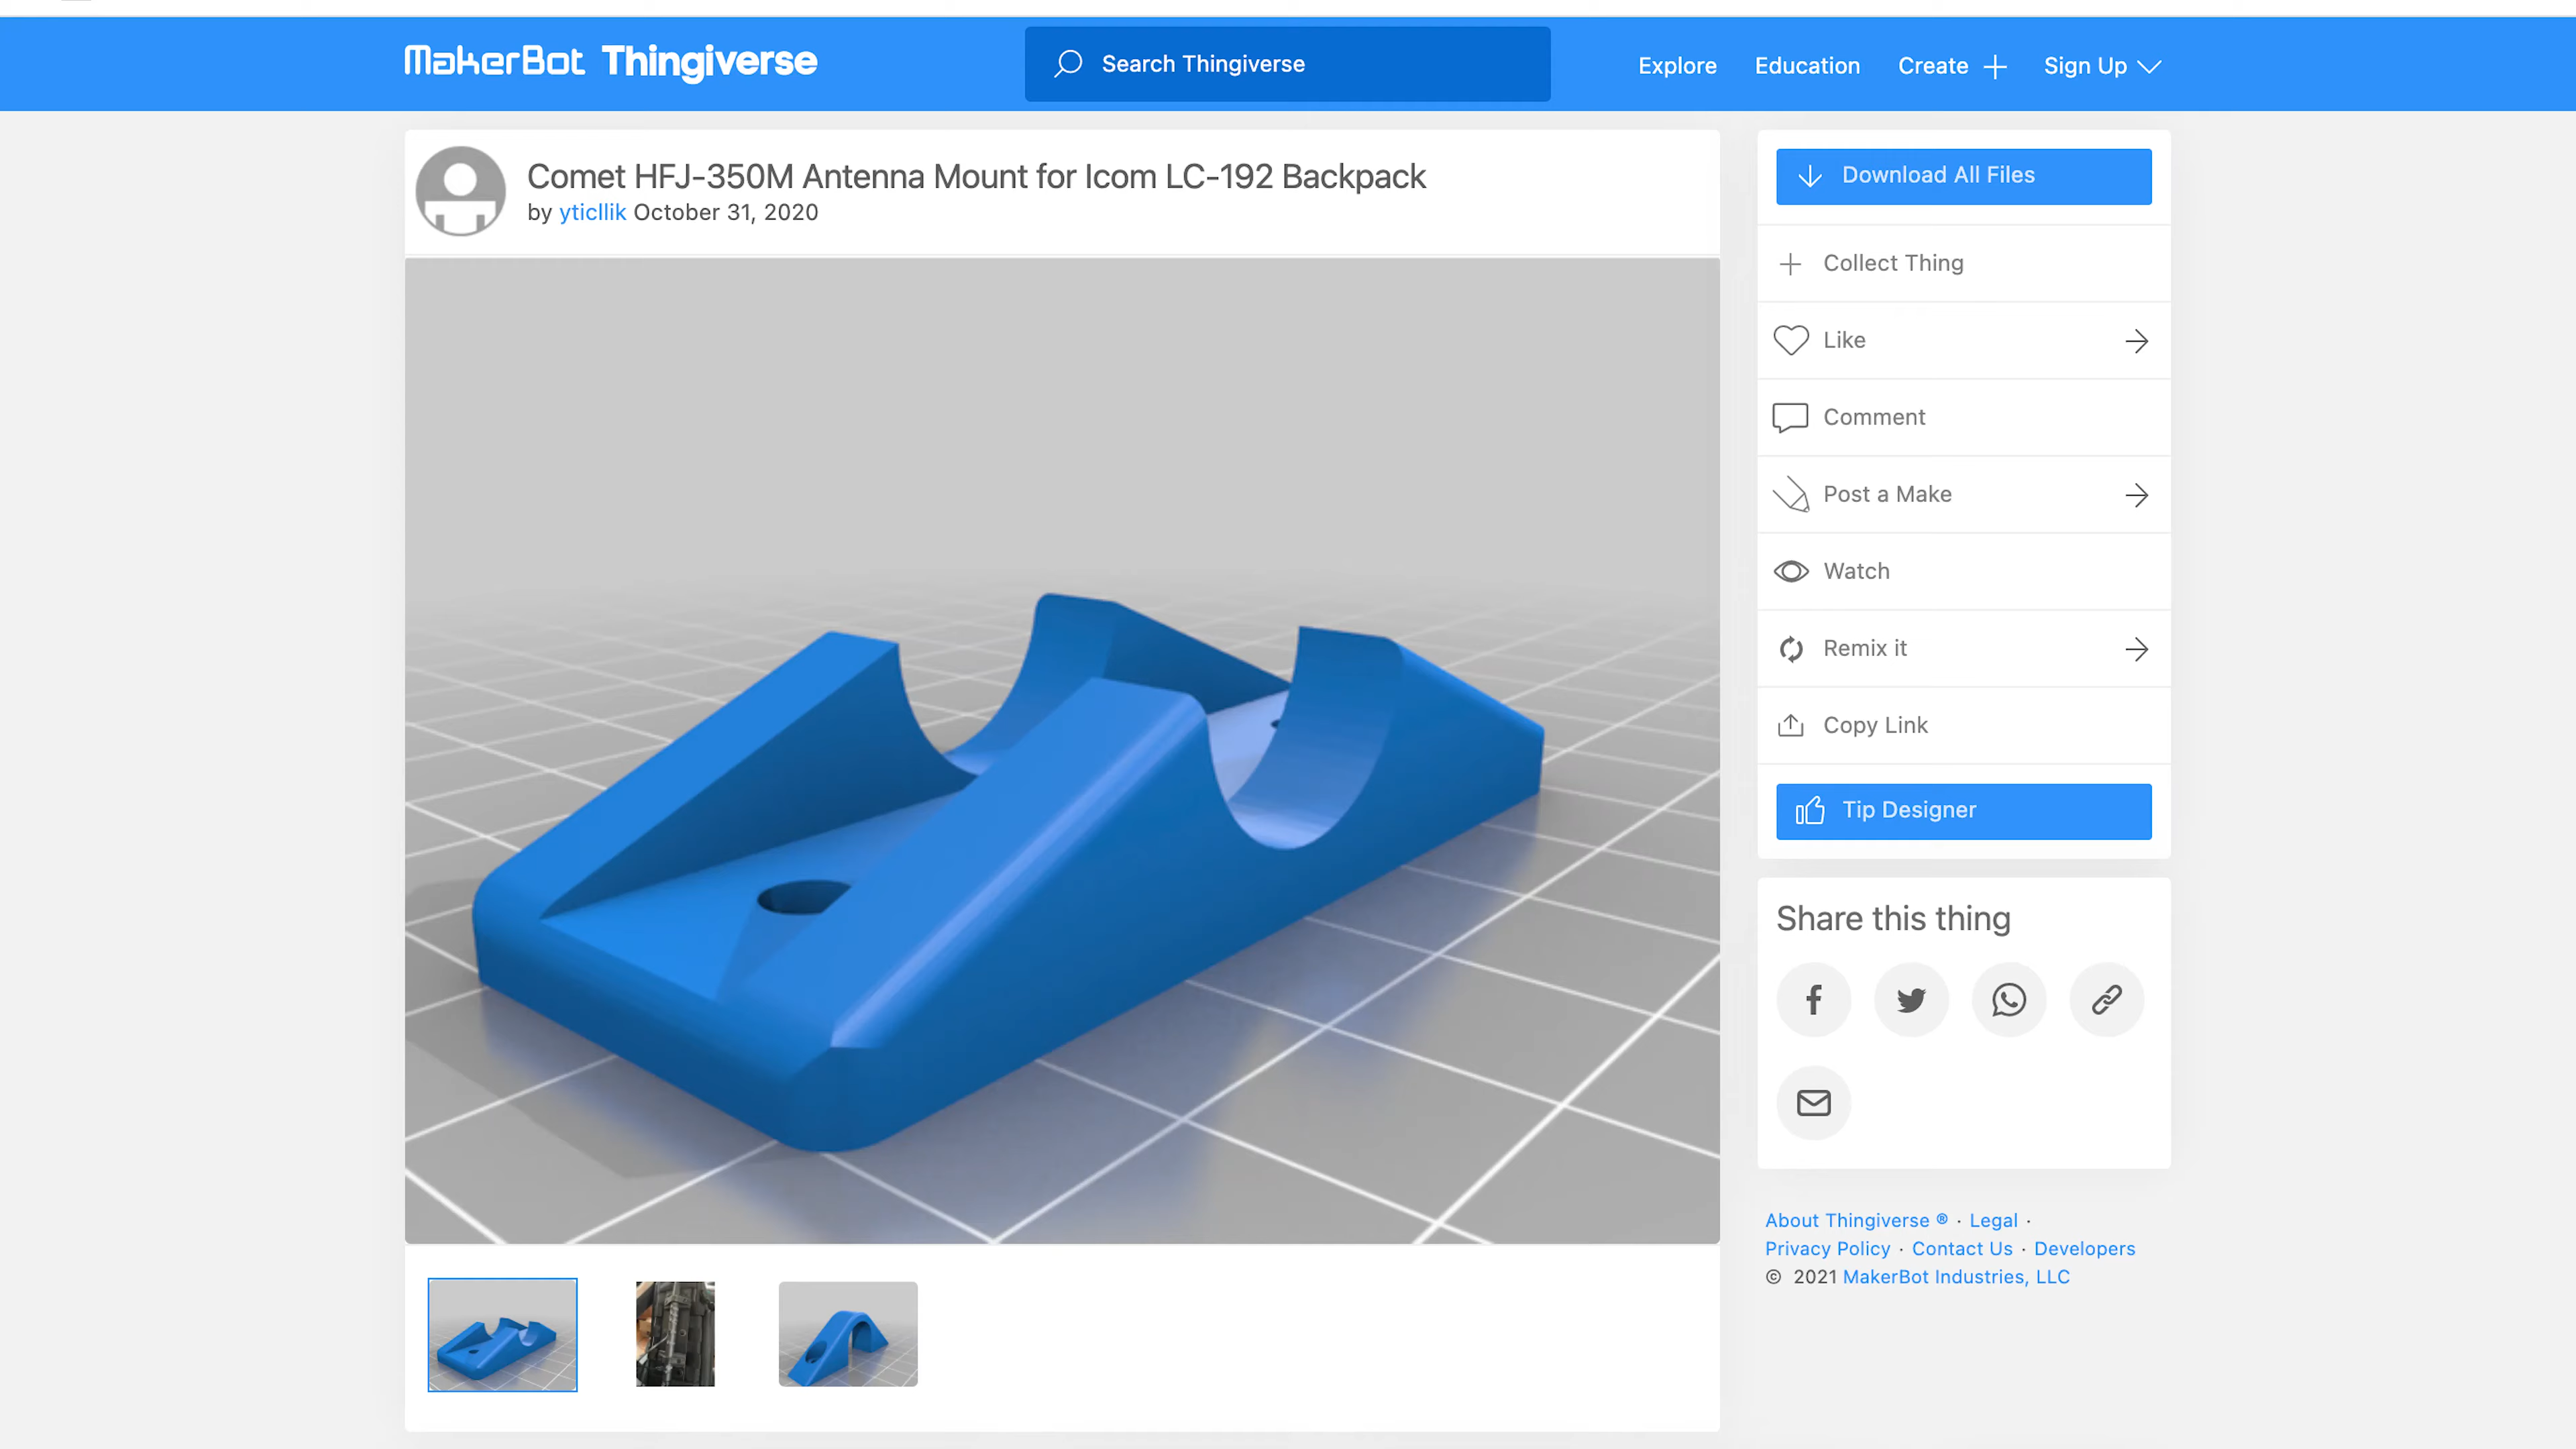 MakerBot Thingiverse
Search Thingiverse
Explore
Education
Create
Sign Up
Comet HFJ-350M Antenna Mount for Icom LC-192 Backpack
by yticllik October 31, 2020
Download All Files
Collect Thing
Like
Comment
Post a Make
Watch
Remix it
Copy Link
Tip Designer
Share this thing
About Thingiverse ® · Legal ·
Privacy Policy · Contact Us · Developers
© 2021 MakerBot Industries, LLC